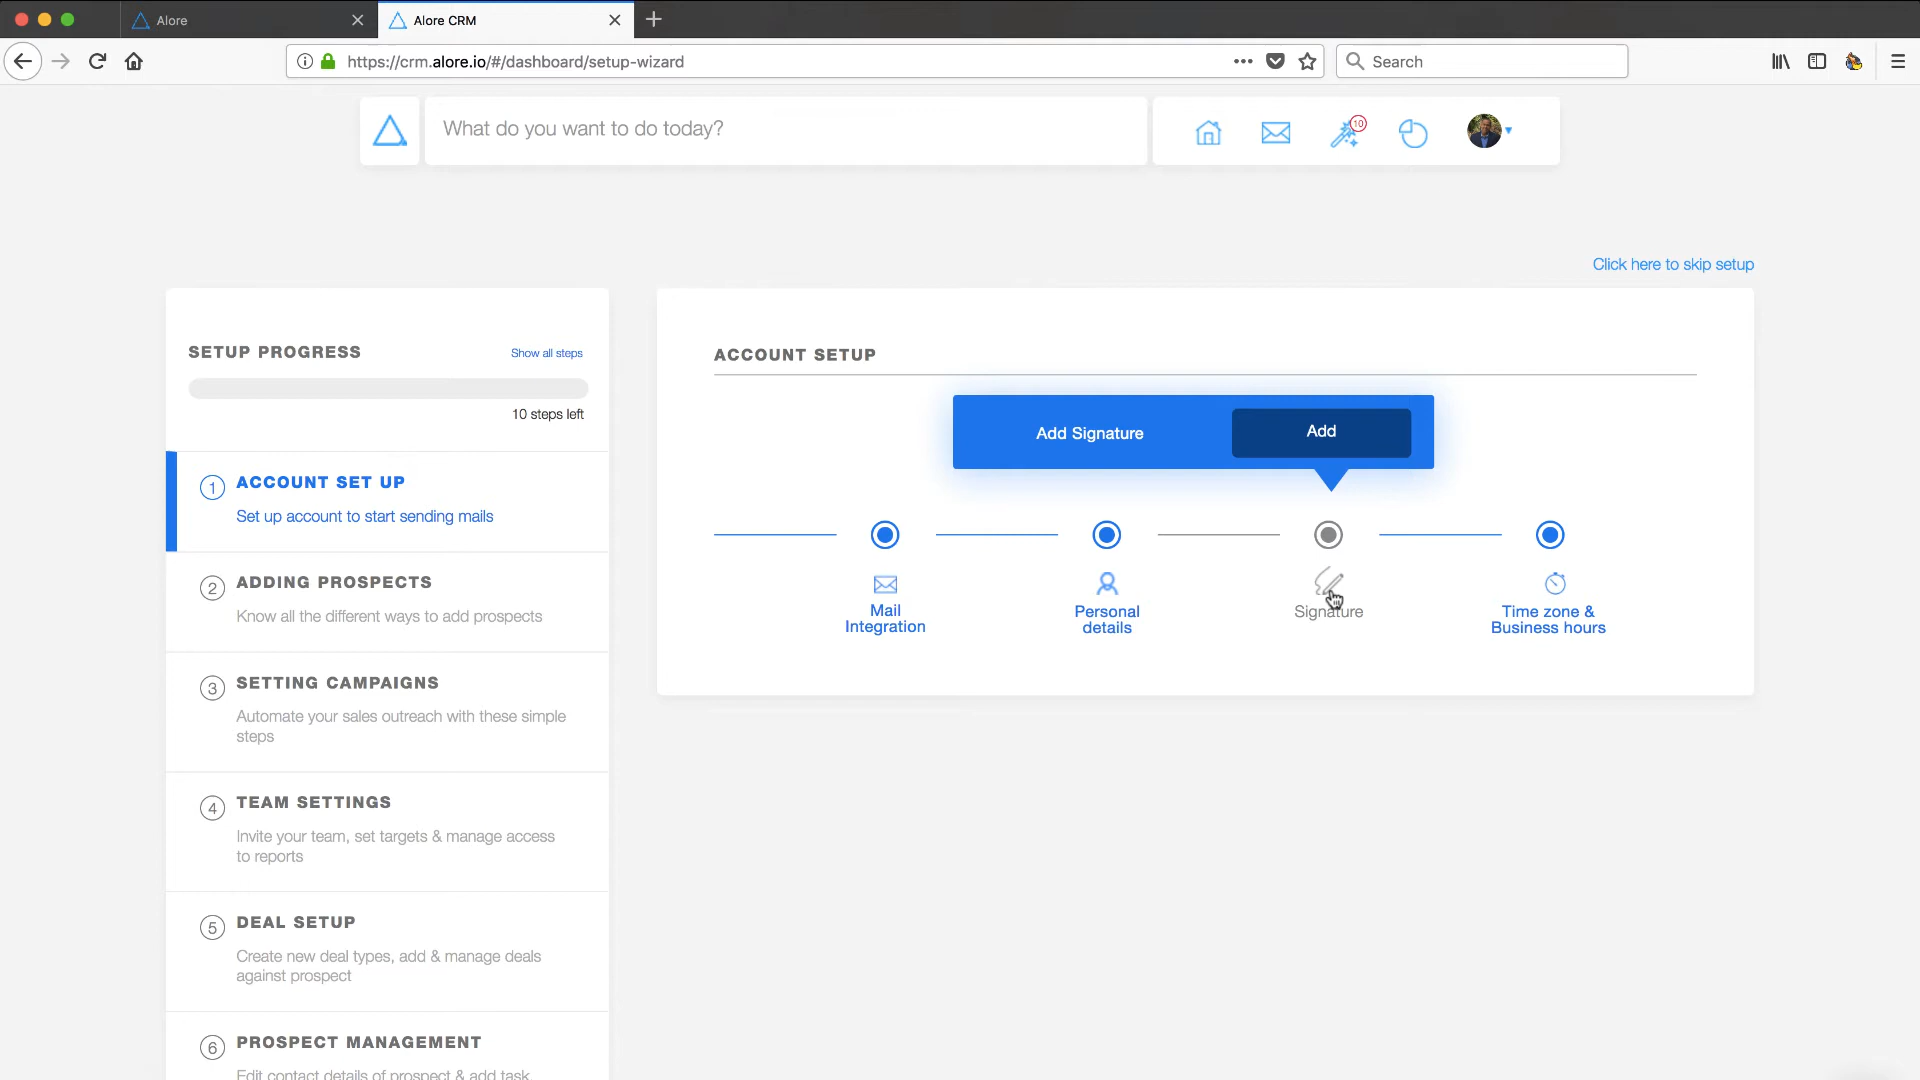 Alore
Alore CRM
https://crm.alore.io/#/dashboard/setup-wizard
Search
What do you want to do today?
10
Click here to skip setup
SETUP PROGRESS
Show all steps
10 steps left
1
ACCOUNT SET UP
Set up account to start sending mails
2
ADDING PROSPECTS
Know all the different ways to add prospects
3
SETTING CAMPAIGNS
Automate your sales outreach with these simple
steps
4
TEAM SETTINGS
Invite your team, set targets & manage access
to reports
5
DEAL SETUP
Create new deal types, add & manage deals
against prospect
6
PROSPECT MANAGEMENT
Edit contact details of prospect & add task,
ACCOUNT SETUP
Add Signature
Add
Mail
Integration
Personal
details
Signature
Time zone &
Business hours